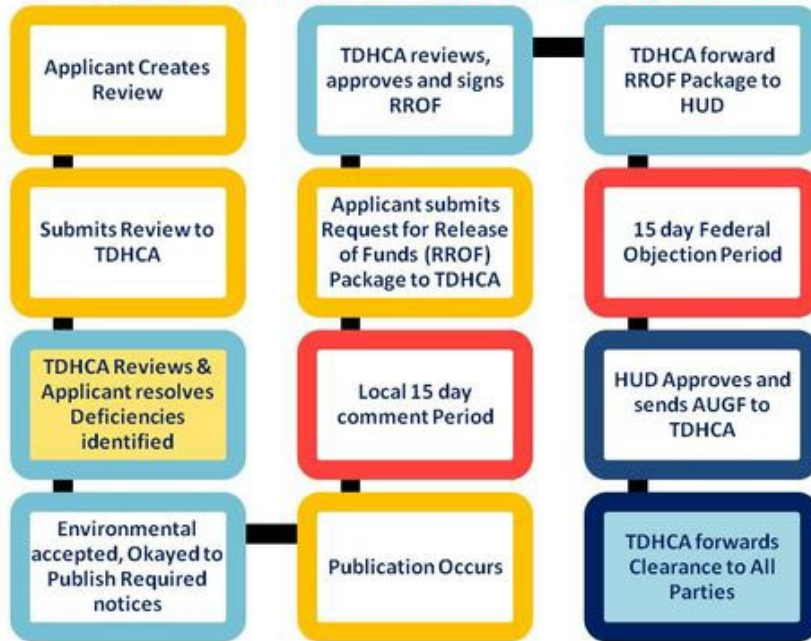 Applicant Creates
Review
Submits Review to
TDHCA
TDHCA Reviews &
Applicant resolves
Deficiencies
identified
Environmental
accepted, Okayed to
Publish Required
notices
Publication Occurs
Local 15 day
comment Period
Applicant submits
Request for Release
of Funds (RROF)
Package to TDHCA
TDHCA reviews,
approves and signs
RROF
TDHCA forward
RROF Package to
HUD
15 day Federal
Objection Period
HUD Approves and
sends AUGF to
TDHCA
TDHCA forwards
Clearance to All
Parties